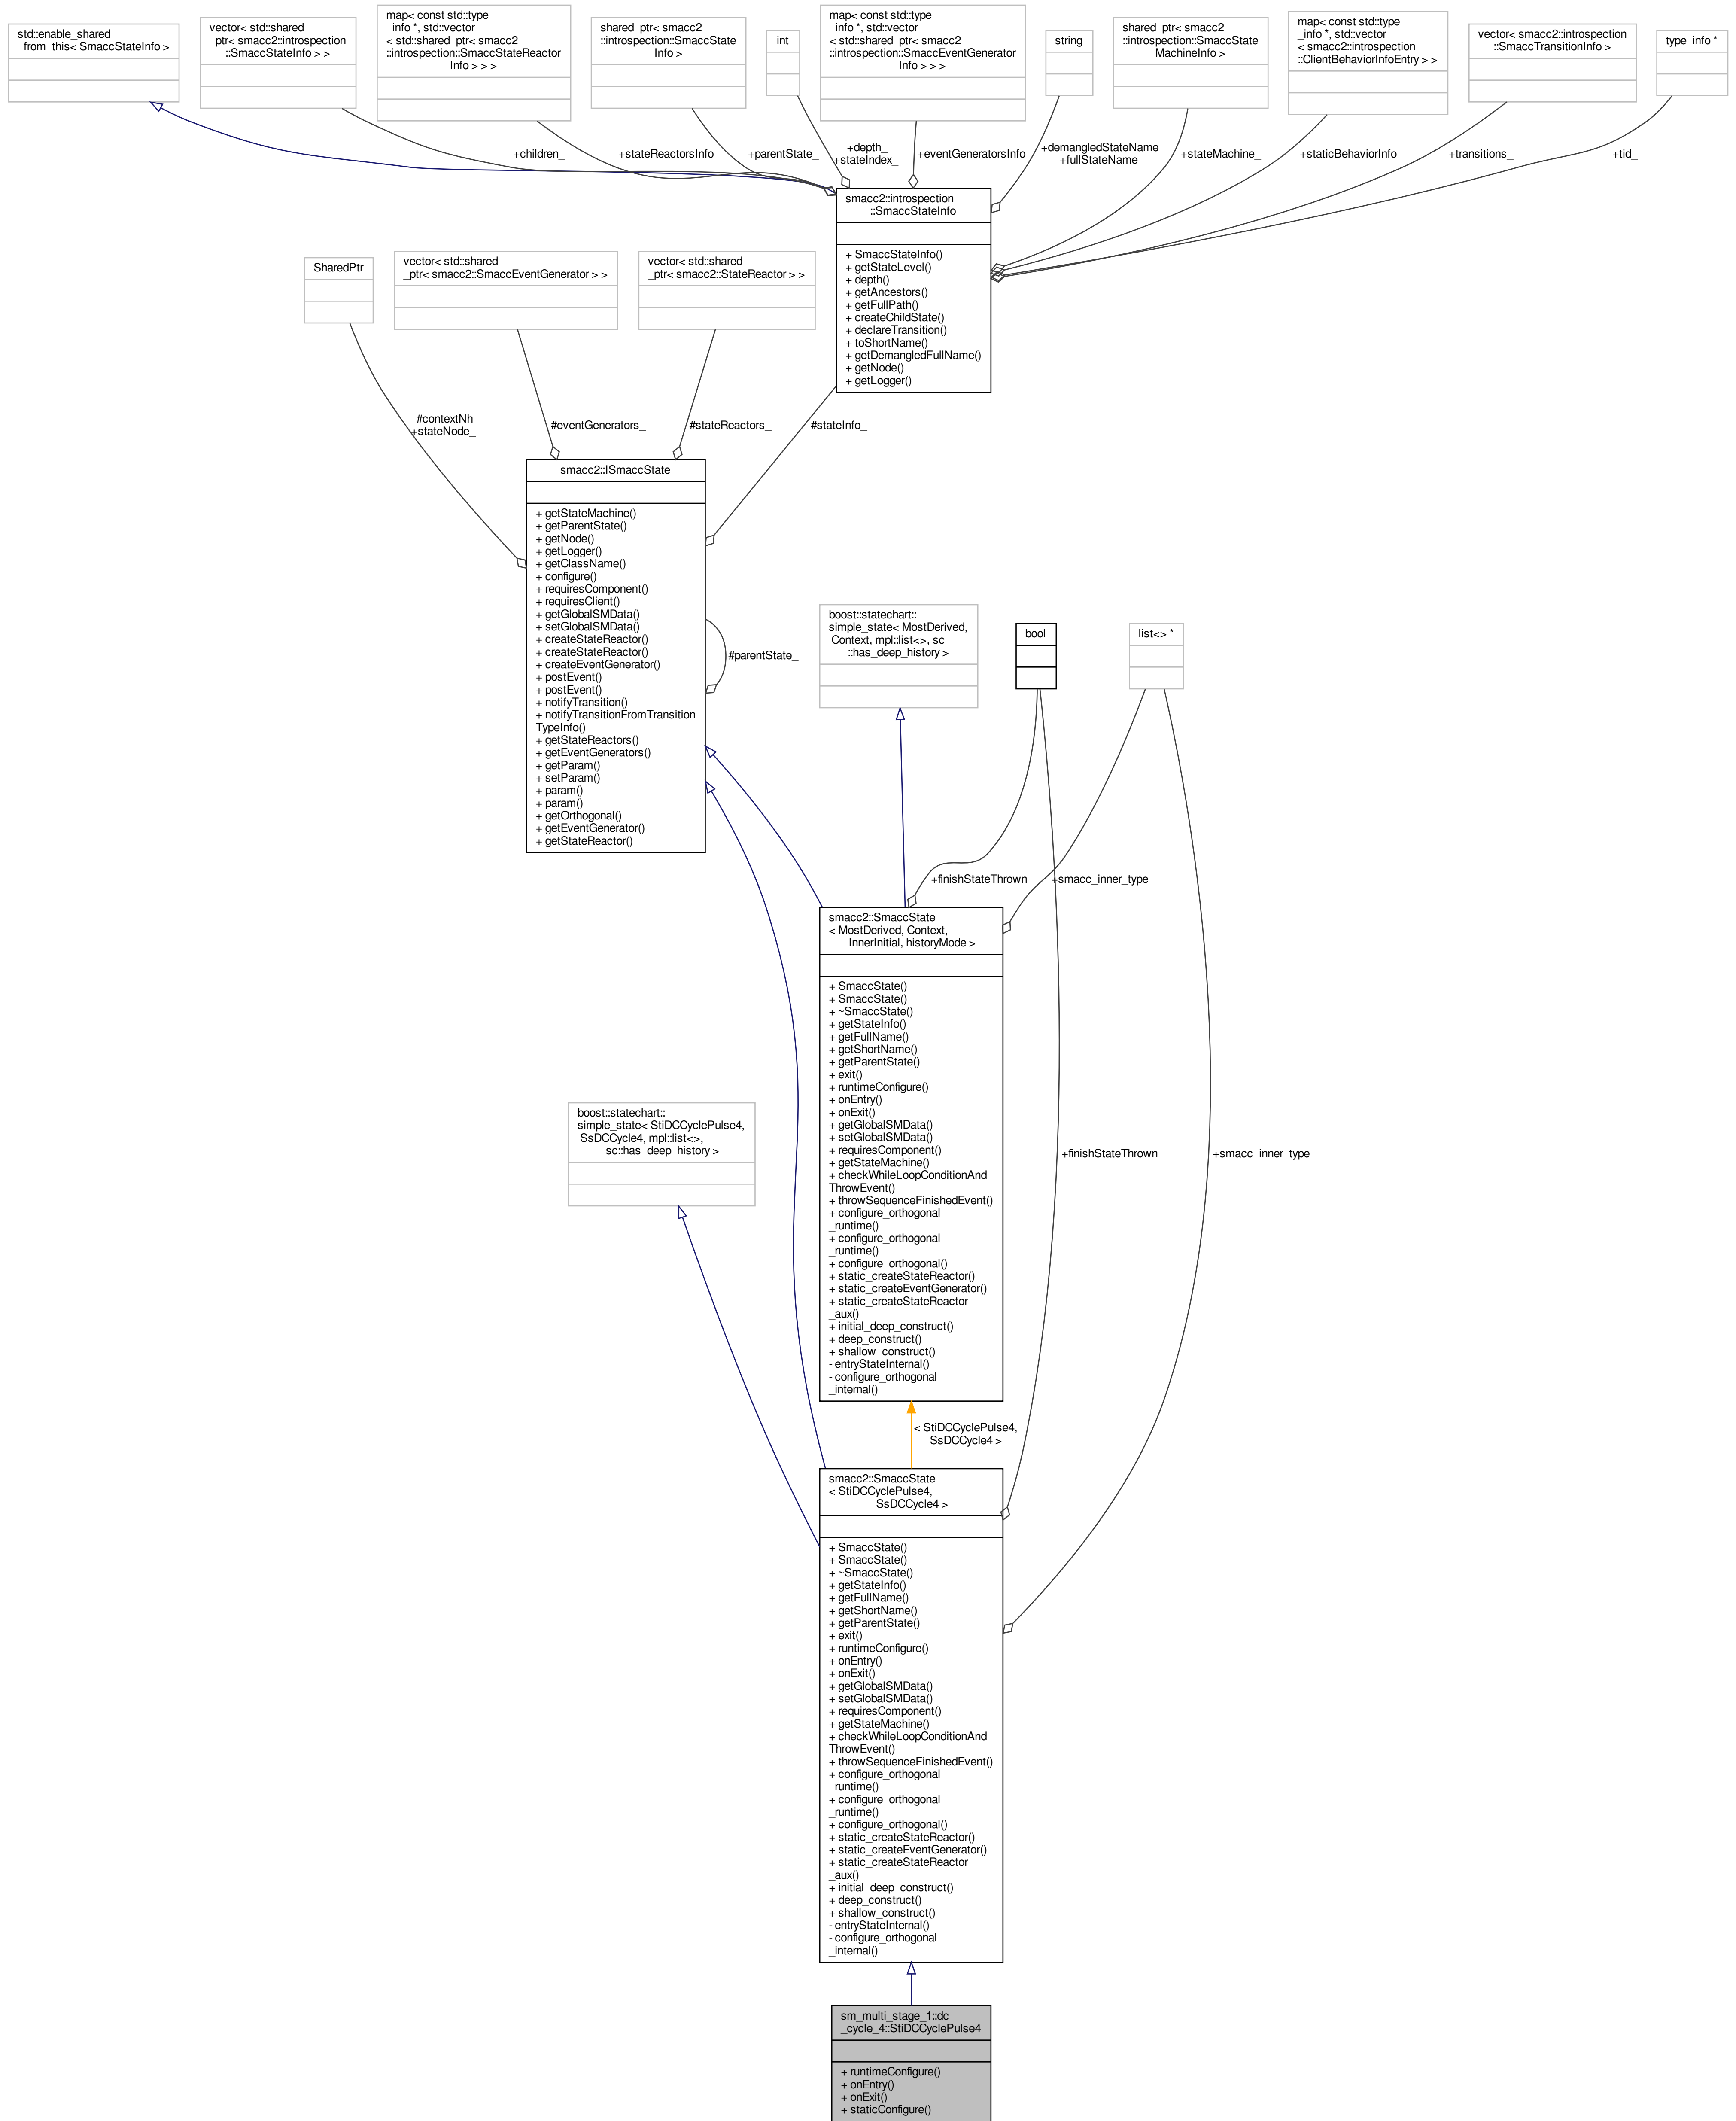 std::enable_shared
_from_this< SmaccStateInfo >
vector< std::shared
_ptr< smacc2::introspection
::SmaccStateInfo > >
map< const std::type
_info *, std::vector
< std::shared_ptr< smacc2
::introspection::SmaccStateReactor
Info > > >
shared_ptr< smacc2
::introspection::SmaccState
Info >
int
map< const std::type
_info *, std::vector
< std::shared_ptr< smacc2
::introspection::SmaccEventGenerator
Info > > >
string
shared_ptr< smacc2
::introspection::SmaccState
MachineInfo >
map< const std::type
_info *, std::vector
< smacc2::introspection
::ClientBehaviorInfoEntry > >
vector< smacc2::introspection
::SmaccTransitionInfo >
type_info *
+children_
+stateReactorsInfo
+parentState_
+depth_
+stateIndex_
+eventGeneratorsInfo
+demangledStateName
+fullStateName
+stateMachine_
+staticBehaviorInfo
+transitions_
+tid_
smacc2::introspection
::SmaccStateInfo
+ SmaccStateInfo()
+ getStateLevel()
+ depth()
+ getAncestors()
+ getFullPath()
+ createChildState()
+ declareTransition()
+ toShortName()
+ getDemangledFullName()
+ getNode()
+ getLogger()
SharedPtr
vector< std::shared
_ptr< smacc2::SmaccEventGenerator > >
vector< std::shared
_ptr< smacc2::StateReactor > >
#contextNh
+stateNode_
#eventGenerators_
#stateReactors_
#stateInfo_
smacc2::ISmaccState
+ getStateMachine()
+ getParentState()
+ getNode()
+ getLogger()
+ getClassName()
+ configure()
+ requiresComponent()
+ requiresClient()
+ getGlobalSMData()
+ setGlobalSMData()
+ createStateReactor()
+ createStateReactor()
+ createEventGenerator()
+ postEvent()
+ postEvent()
+ notifyTransition()
+ notifyTransitionFromTransition
TypeInfo()
+ getStateReactors()
+ getEventGenerators()
+ getParam()
+ setParam()
+ param()
+ param()
+ getOrthogonal()
+ getEventGenerator()
+ getStateReactor()
#parentState_
boost::statechart::
simple_state< MostDerived,
Context, mpl::list<>, sc
::has_deep_history >
bool
list<> *
+finishStateThrown
+smacc_inner_type
smacc2::SmaccState
< MostDerived, Context,
InnerInitial, historyMode >
+ SmaccState()
+ SmaccState()
+ ~SmaccState()
+ getStateInfo()
+ getFullName()
+ getShortName()
+ getParentState()
+ exit()
+ runtimeConfigure()
+ onEntry()
+ onExit()
+ getGlobalSMData()
+ setGlobalSMData()
+ requiresComponent()
+ getStateMachine()
+ checkWhileLoopConditionAnd
ThrowEvent()
+ throwSequenceFinishedEvent()
+ configure_orthogonal
_runtime()
+ configure_orthogonal
_runtime()
+ configure_orthogonal()
+ static_createStateReactor()
+ static_createEventGenerator()
+ static_createStateReactor
_aux()
+ initial_deep_construct()
+ deep_construct()
+ shallow_construct()
- entryStateInternal()
- configure_orthogonal
_internal()
boost::statechart::
simple_state< StiDCCyclePulse4,
SsDCCycle4, mpl::list<>,
sc::has_deep_history >
+finishStateThrown
+smacc_inner_type
< StiDCCyclePulse4,
SsDCCycle4 >
smacc2::SmaccState
< StiDCCyclePulse4,
SsDCCycle4 >
+ SmaccState()
+ SmaccState()
+ ~SmaccState()
+ getStateInfo()
+ getFullName()
+ getShortName()
+ getParentState()
+ exit()
+ runtimeConfigure()
+ onEntry()
+ onExit()
+ getGlobalSMData()
+ setGlobalSMData()
+ requiresComponent()
+ getStateMachine()
+ checkWhileLoopConditionAnd
ThrowEvent()
+ throwSequenceFinishedEvent()
+ configure_orthogonal
_runtime()
+ configure_orthogonal
_runtime()
+ configure_orthogonal()
+ static_createStateReactor()
+ static_createEventGenerator()
+ static_createStateReactor
_aux()
+ initial_deep_construct()
+ deep_construct()
+ shallow_construct()
- entryStateInternal()
- configure_orthogonal
_internal()
sm_multi_stage_1::dc
_cycle_4::StiDCCyclePulse4
+ runtimeConfigure()
+ onEntry()
+ onExit()
+ staticConfigure()